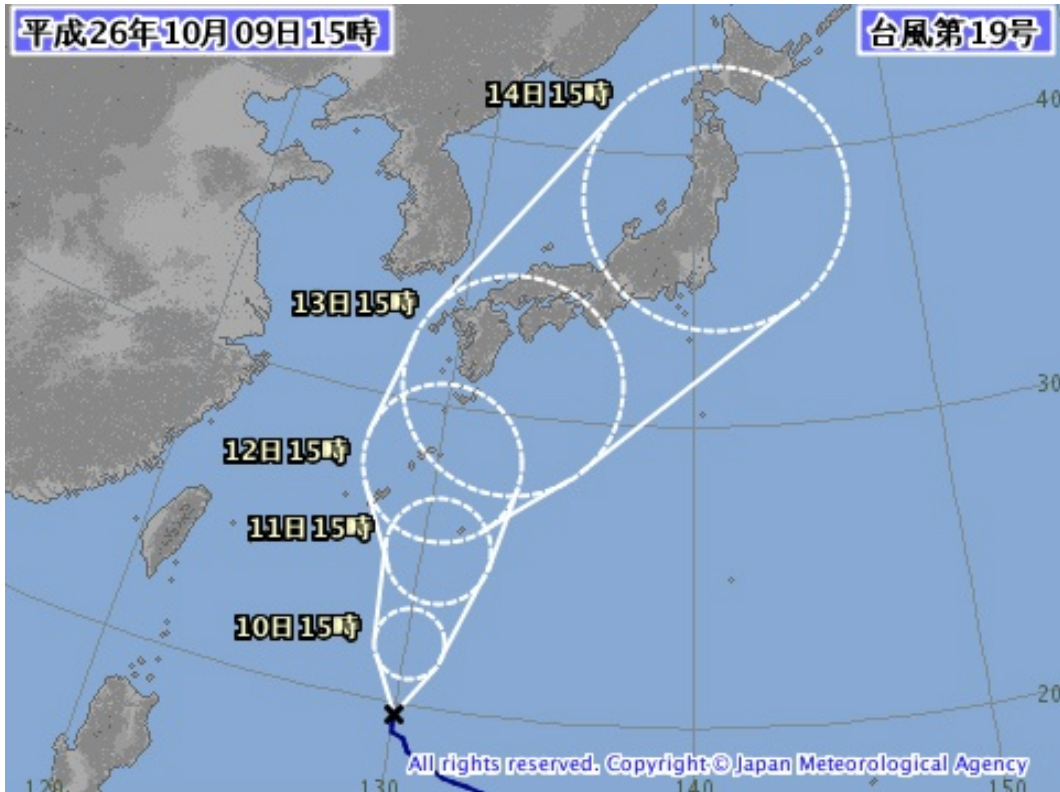 平成26年10月09日15時
台風第19号
14日15時
40
13日15時
30
12日15時
11日15時
10日15時
20
All rights reserved. Copyright © Japan Meteorological Agency
120
130
140
150